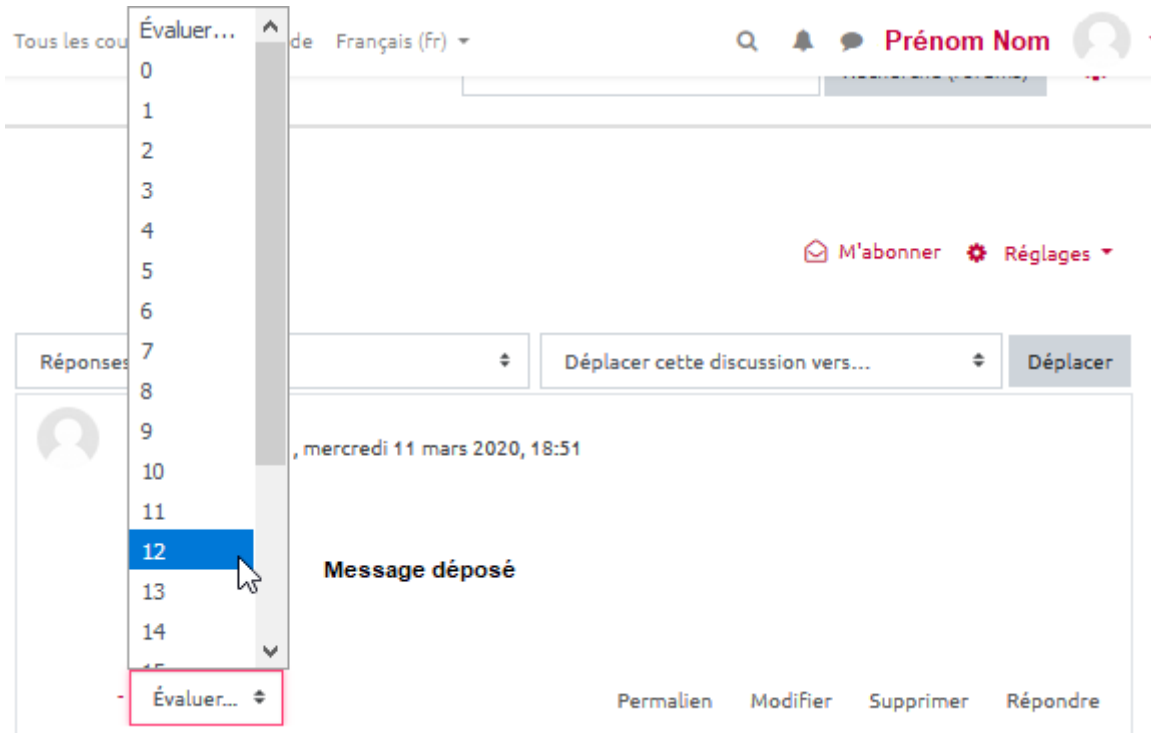 Tous les cou
de Français (fr)
Prénom Nom
Évaluer...
0
1
2
3
4
5
6
7
8
9
10
11
12
13
14
15
M'abonner Réglages
Réponses
Déplacer cette discussion vers... Déplacer
, mercredi 11 mars 2020, 18:51
Message déposé
- Évaluer... Permalien Modifier Supprimer Répondre